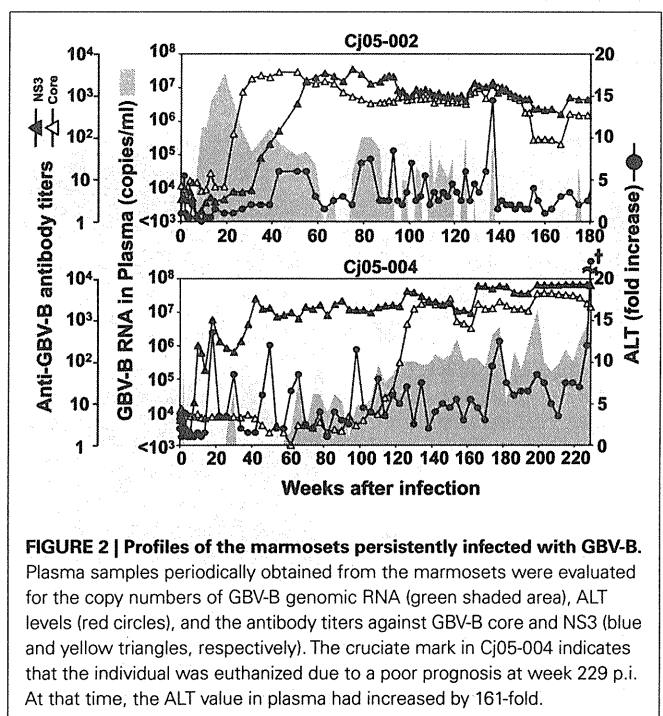 NS3
Core
Anti-GBV-B antibody titers
10⁴
10³
10²
10
1
GBV-B RNA in Plasma (copies/ml)
Cj05-002
10⁸
10⁷
10⁶
10⁵
10⁴
<10³
20
15
10
5
0
0 20 40 60 80 100 120 140 160 180
ALT (fold increase)
Cj05-004
10⁴
10³
10²
10
1
10⁸
10⁷
10⁶
10⁵
10⁴
<10³
†
20
15
10
5
0
0 20 40 60 80 100 120 140 160 180 200 220
Weeks after infection
FIGURE 2 | Profiles of the marmosets persistently infected with GBV-B.
Plasma samples periodically obtained from the marmosets were evaluated
for the copy numbers of GBV-B genomic RNA (green shaded area), ALT
levels (red circles), and the antibody titers against GBV-B core and NS3 (blue
and yellow triangles, respectively). The cruciate mark in Cj05-004 indicates
that the individual was euthanized due to a poor prognosis at week 229 p.i.
At that time, the ALT value in plasma had increased by 161-fold.